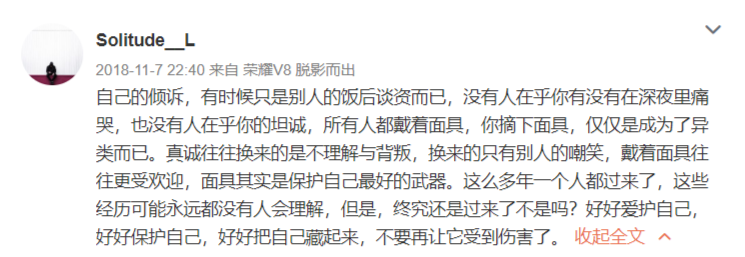 Solitude__L
2018-11-7 22:40 来自 荣耀V8 脱影而出
自己的倾诉，有时候只是别人的饭后谈资而已，没有人在乎你有没有在深夜里痛
哭，也没有人在乎你的坦诚，所有人都戴着面具，你摘下面具，仅仅是成为了异
类而已。真诚往往换来的是不理解与背叛，换来的只有别人的嘲笑，戴着面具往
往更受欢迎，面具其实是保护自己最好的武器。这么多年一个人都过来了，这些
经历可能永远都没有人会理解，但是，终究还是过来了不是吗？好好爱护自己，
好好保护自己，好好把自己藏起来，不要再让它受到伤害了。 收起全文